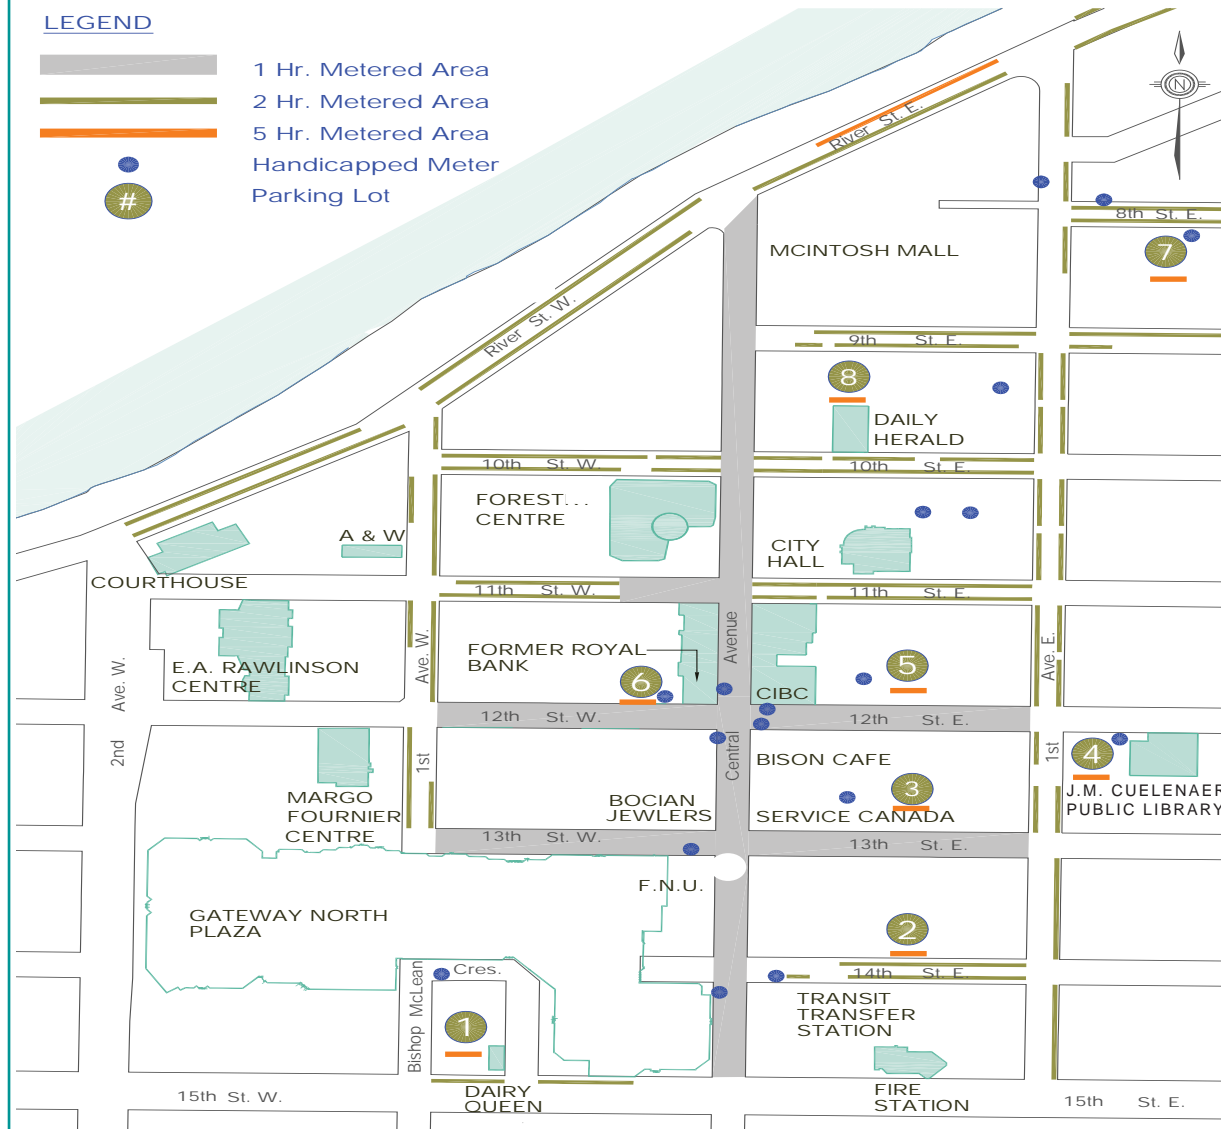 LEGEND
1 Hr. Metered Area
2 Hr. Metered Area
5 Hr. Metered Area
Handicapped Meter
# Parking Lot
N
River St. E.
8th St. E.
7
MCINTOSH MALL
River St. W.
9th St. E.
8
DAILY
HERALD
10th St. W.
10th St. E.
FOREST...
CENTRE
A & W
CITY
HALL
COURTHOUSE
11th St. W.
11th St. E.
E.A. RAWLINSON
CENTRE
FORMER ROYAL
BANK
6
5
CIBC
2nd Ave. W.
1st Ave. W.
Central Avenue
1st Ave. E.
12th St. W.
12th St. E.
BISON CAFE
4
J.M. CUELENAER
PUBLIC LIBRARY
MARGO
FOURNIER
CENTRE
BOCIAN
JEWLERS
3
SERVICE CANADA
13th St. W.
13th St. E.
F.N.U.
GATEWAY NORTH
PLAZA
2
Bishop McLean Cres.
14th St. E.
1
TRANSIT
TRANSFER
STATION
15th St. W.
DAIRY
QUEEN
FIRE
STATION
15th St. E.